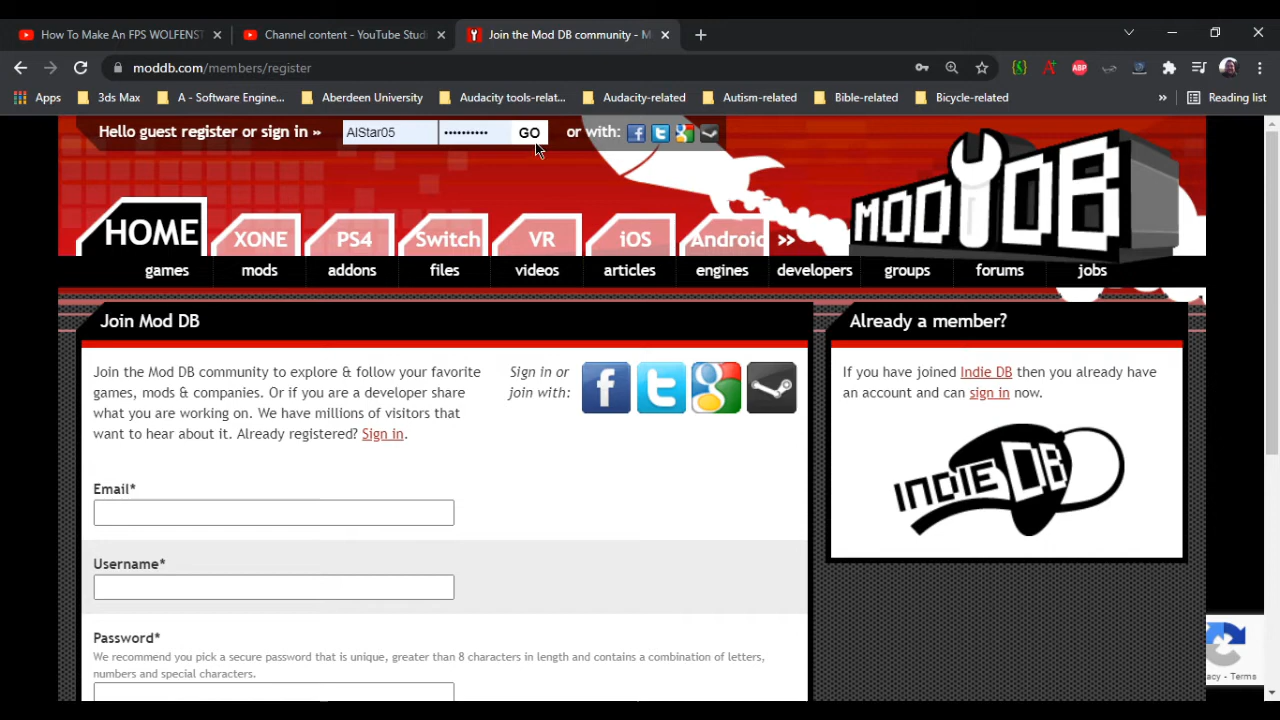 How To Make An FPS WOLFENST
Channel content - YouTube Stud
Join the Mod DB community - M
moddb.com/members/register
ABP
Apps
3ds Max
A - Software Engine...
Aberdeen University
Audacity tools-relat...
Audacity-related
Autism-related
Bible-related
Bicycle-related
»
Reading list
Hello guest register or sign in »
AlStar05
••••••••••
GO
or with:
MOD DB
HOME
XONE
PS4
Switch
VR
iOS
Android
»
games
mods
addons
files
videos
articles
engines
developers
groups
forums
jobs
Join Mod DB
Join the Mod DB community to explore & follow your favorite
games, mods & companies. Or if you are a developer share
what you are working on. We have millions of visitors that
want to hear about it. Already registered? Sign in.
Sign in or
join with:
Email*
Username*
Password*
We recommend you pick a secure password that is unique, greater than 8 characters in length and contains a combination of letters,
numbers and special characters.
Already a member?
If you have joined Indie DB then you already have
an account and can sign in now.
INDIE DB
acy - Terms